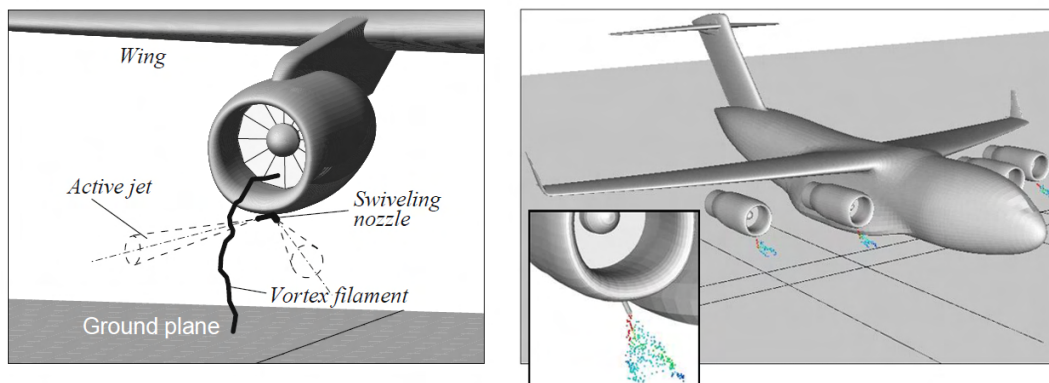 Wing
Active jet
Swiveling
nozzle
Vortex filament
Ground plane